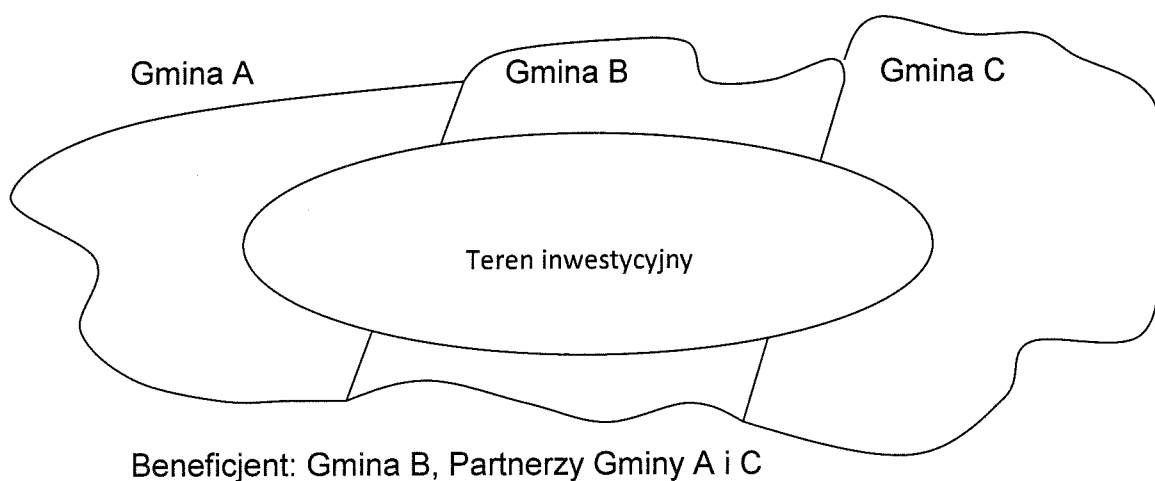 Gmina A
Gmina B
Gmina C
Teren inwestycyjny
Beneficjent: Gmina B, Partnerzy Gminy A i C